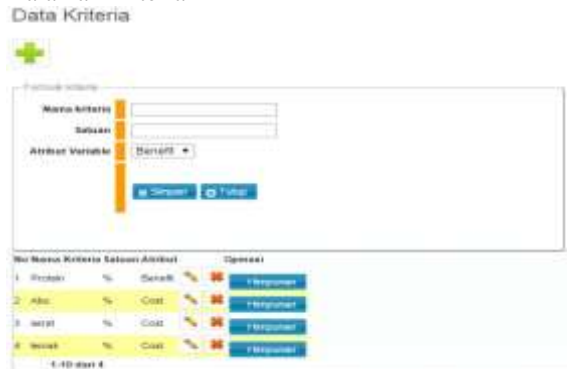 Data Kriteria
Formulir kriteria
Nama kriteria
Satuan
Atribut Variable Benefit
Simpan Tutup
No Nama Kriteria Satuan Atribut Operasi
1 Protein % Benefit Himpunan
2 Abu % Cost Himpunan
3 serat % Cost Himpunan
4 lemak % Cost Himpunan
1-10 dari 4